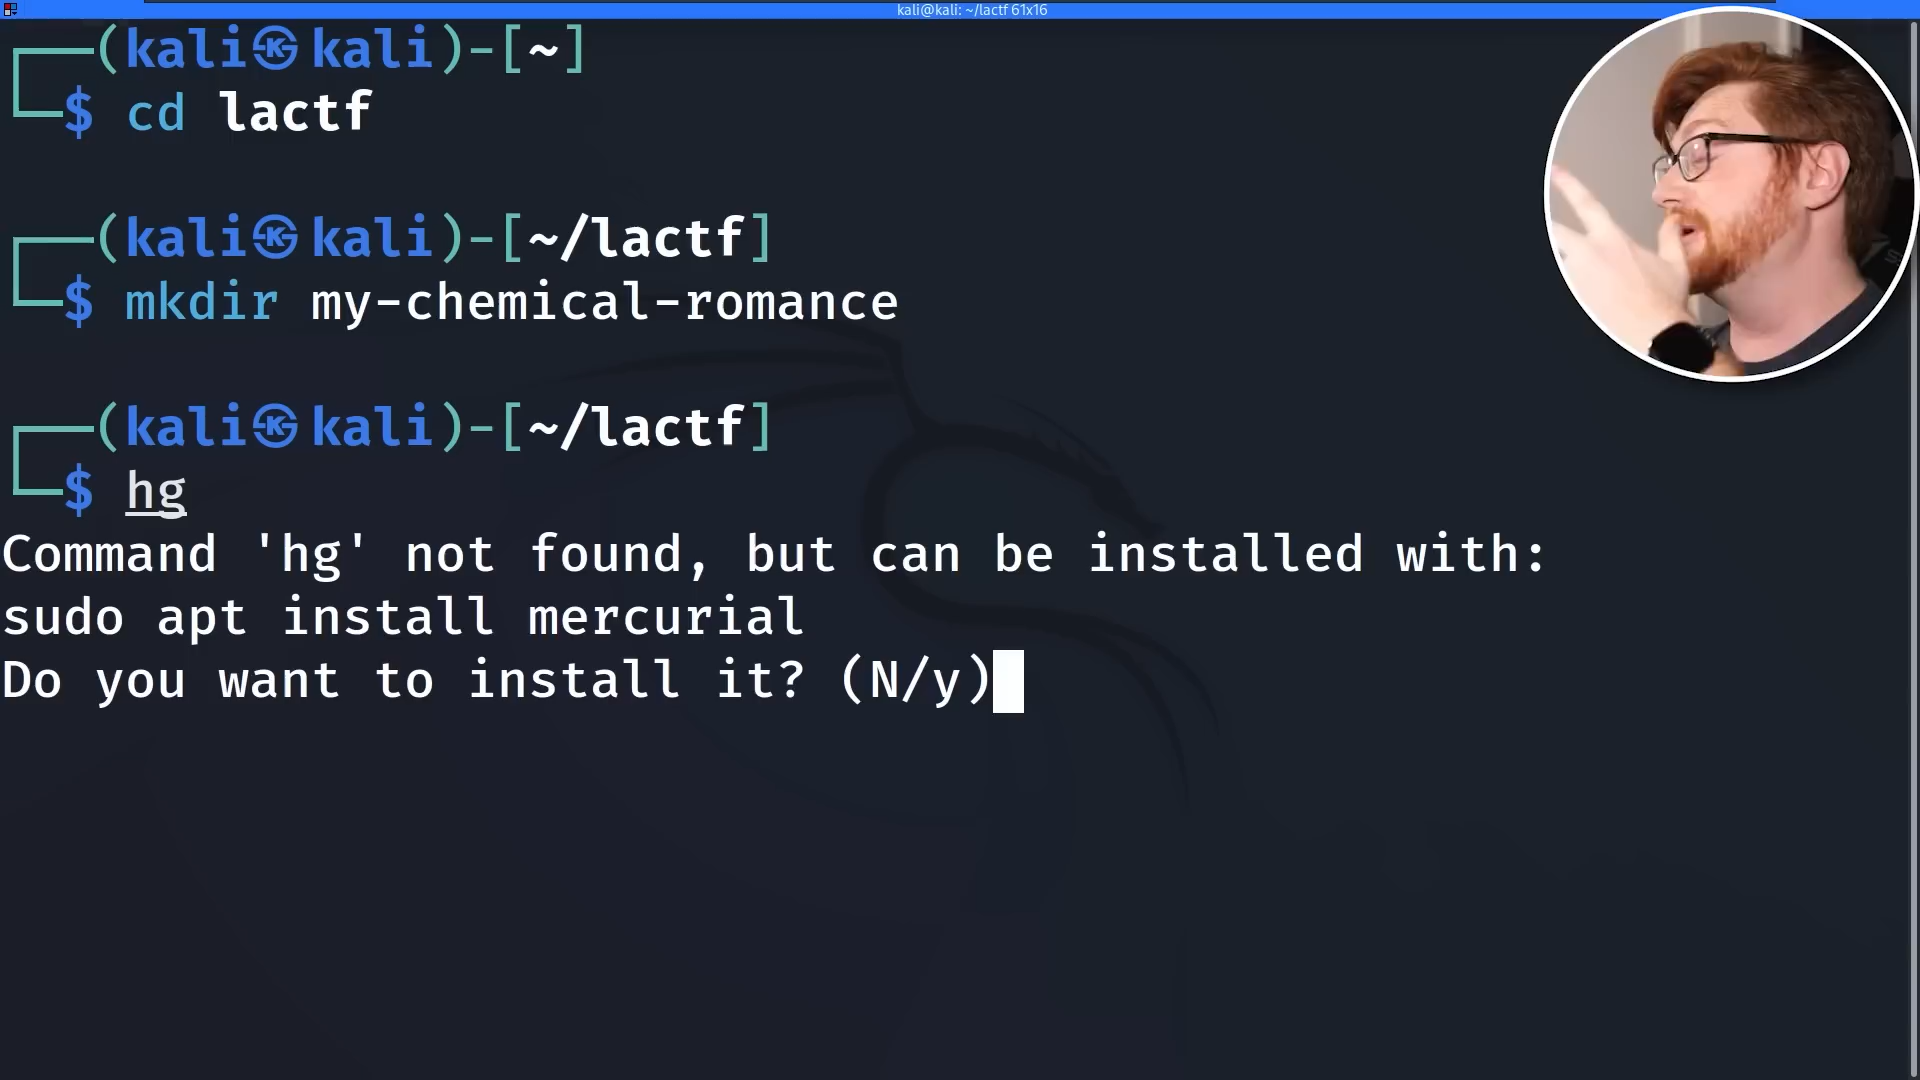 kali@kali: ~/lactf 61x16
┌──(kali㉿kali)-[~]
└─$ cd lactf
┌──(kali㉿kali)-[~/lactf]
└─$ mkdir my-chemical-romance
┌──(kali㉿kali)-[~/lactf]
└─$ hg
Command 'hg' not found, but can be installed with:
sudo apt install mercurial
Do you want to install it? (N/y)